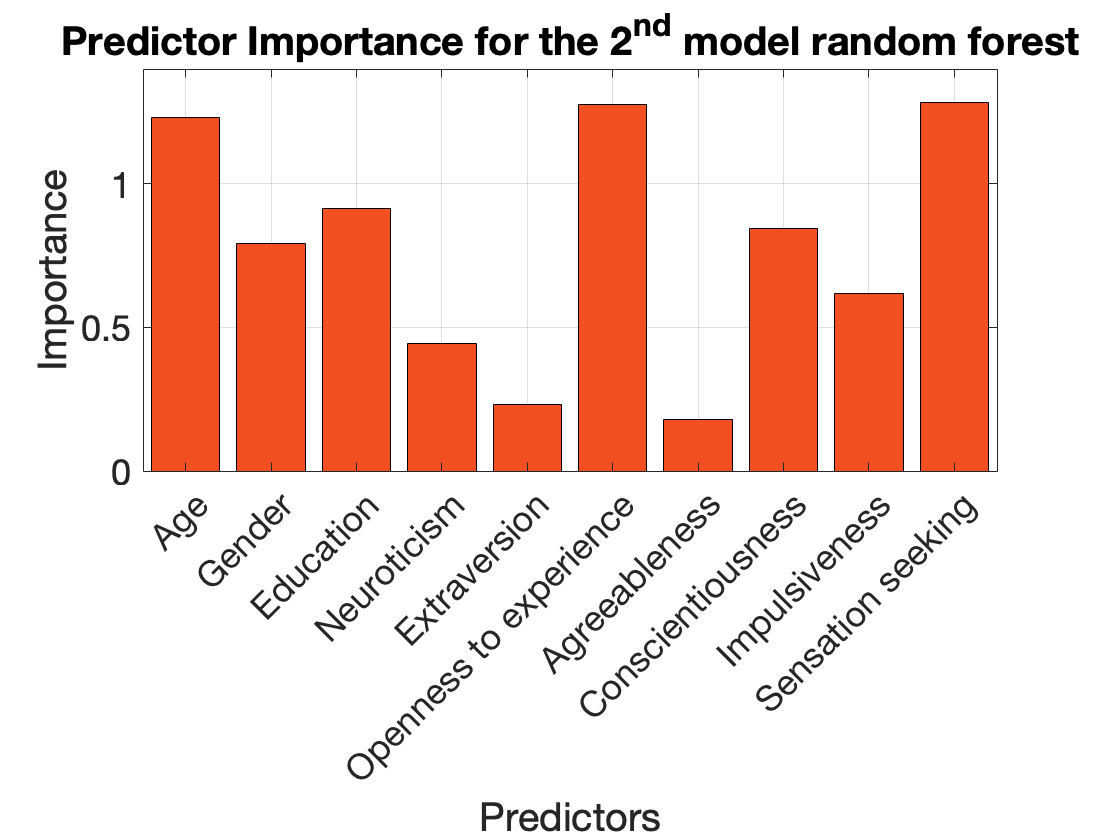 Predictor Importance for the 2nd model random forest
Importance
1
0.5
0
Age
Gender
Education
Neuroticism
Extraversion
Openness to experience
Agreeableness
Conscientiousness
Impulsiveness
Sensation seeking
Predictors